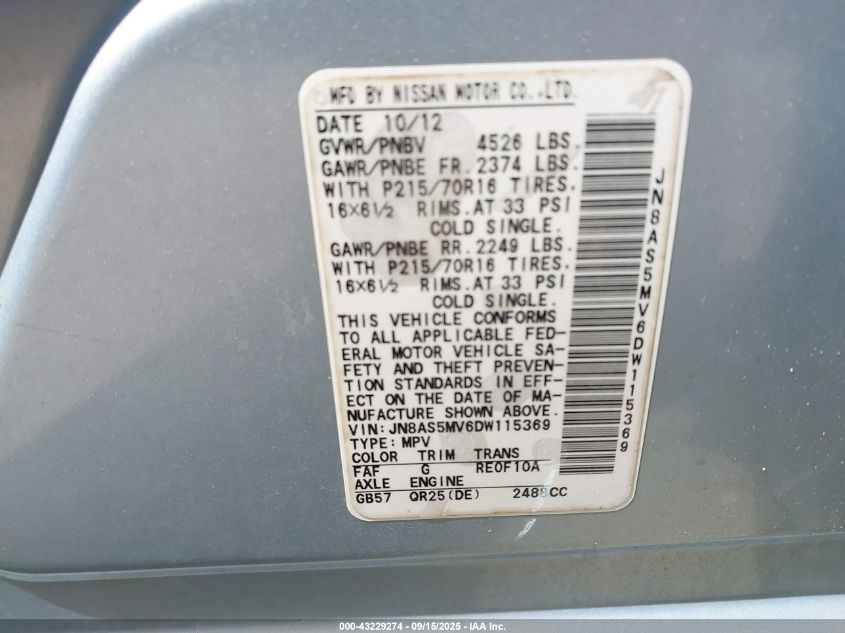 MFD BY NISSAN MOTOR CO.,LTD.
DATE 10/12
GVWR/PNBV 4526 LBS.
GAWR/PNBE FR. 2374 LBS.
WITH P215/70R16 TIRES.
16×6½ RIMS.AT 33 PSI
COLD SINGLE.
GAWR/PNBE RR. 2249 LBS.
WITH P215/70R16 TIRES.
16×6½ RIMS.AT 33 PSI
COLD SINGLE.
THIS VEHICLE CONFORMS
TO ALL APPLICABLE FED-
ERAL MOTOR VEHICLE SA-
FETY AND THEFT PREVEN-
TION STANDARDS IN EFF-
ECT ON THE DATE OF MA-
NUFACTURE SHOWN ABOVE.
VIN: JN8AS5MV6DW115369
TYPE: MPV
COLOR TRIM TRANS
FAF G RE0F10A
AXLE ENGINE
GB57 QR25(DE) 2488CC
JN8AS5MV6DW115369
000-43229274 - 09/15/2025 - IAA Inc.